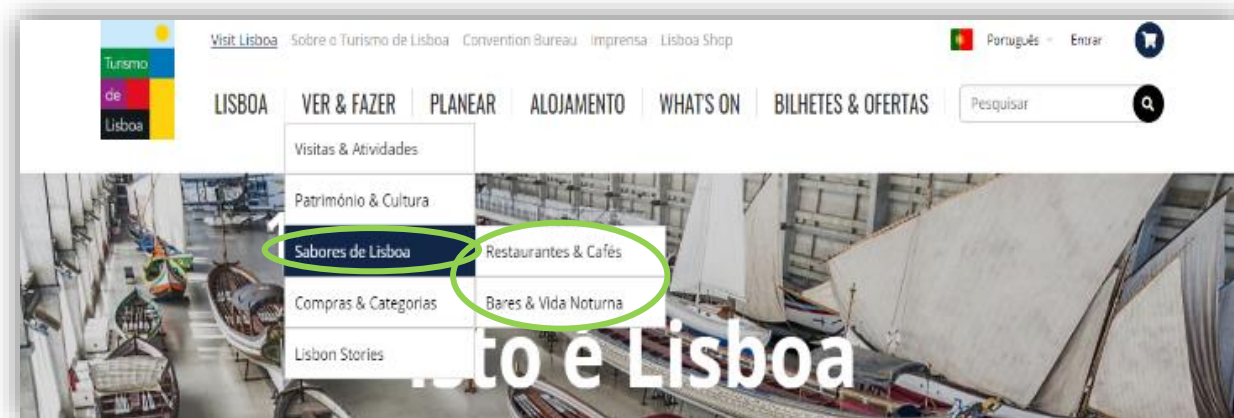 Turismo
de
Lisboa
Visit Lisboa Sobre o Turismo de Lisboa Convention Bureau Imprensa Lisboa Shop
Português Entrar
LISBOA VER & FAZER PLANEAR ALOJAMENTO WHAT'S ON BILHETES & OFERTAS
Pesquisar
Visitas & Atividades
Património & Cultura
Sabores de Lisboa
Restaurantes & Cafés
Compras & Categorias
Bares & Vida Noturna
Lisbon Stories
Isto é Lisboa